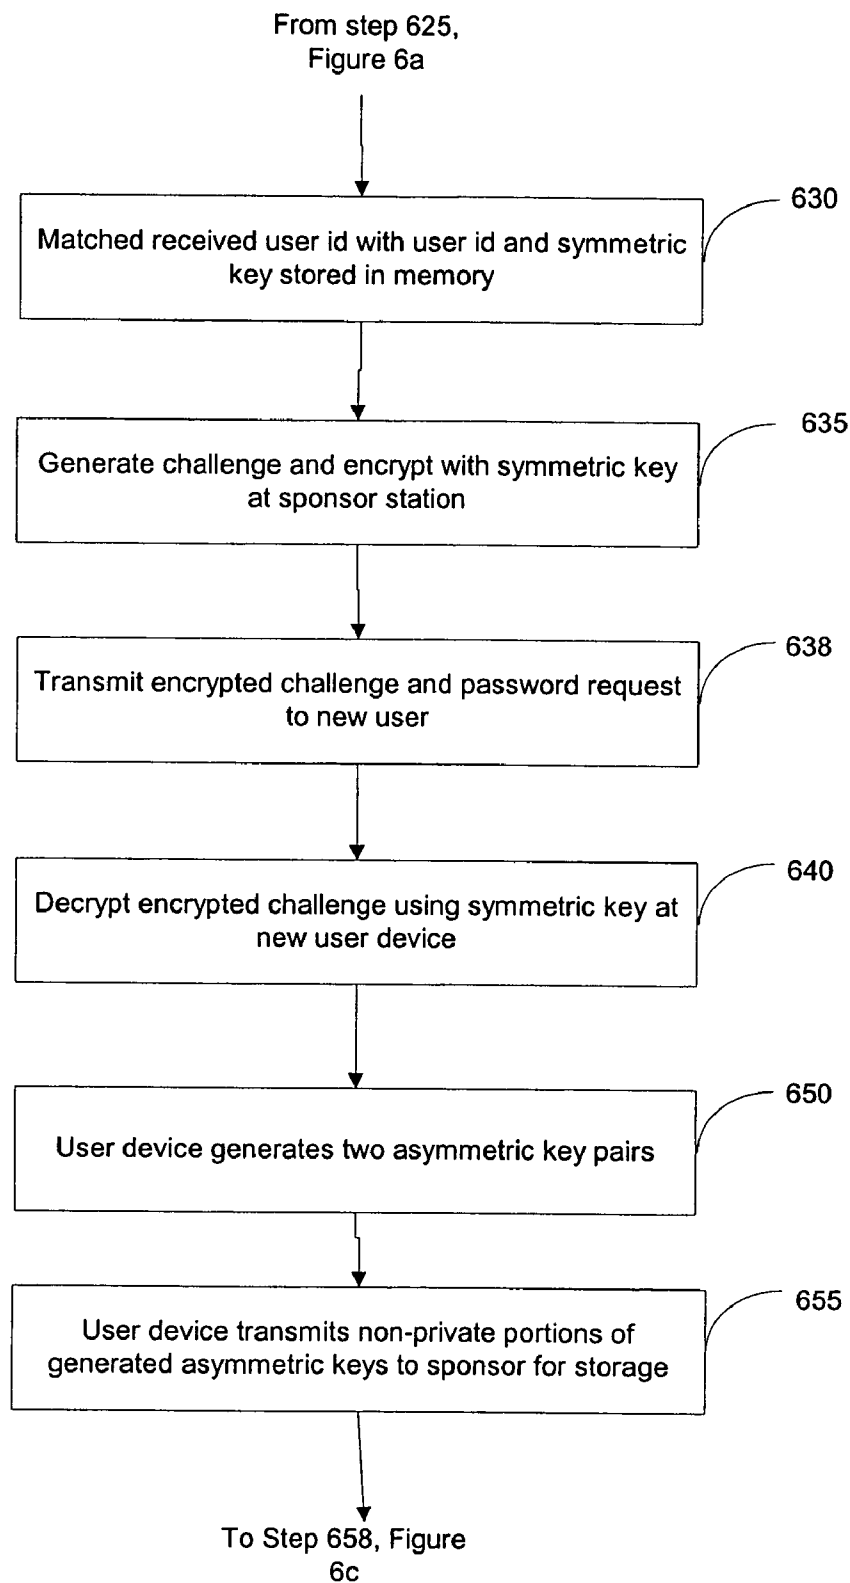 From step 625,
Figure 6a
630
Matched received user id with user id and symmetric
key stored in memory
635
Generate challenge and encrypt with symmetric key
at sponsor station
638
Transmit encrypted challenge and password request
to new user
640
Decrypt encrypted challenge using symmetric key at
new user device
650
User device generates two asymmetric key pairs
655
User device transmits non-private portions of
generated asymmetric keys to sponsor for storage
To Step 658, Figure
6c